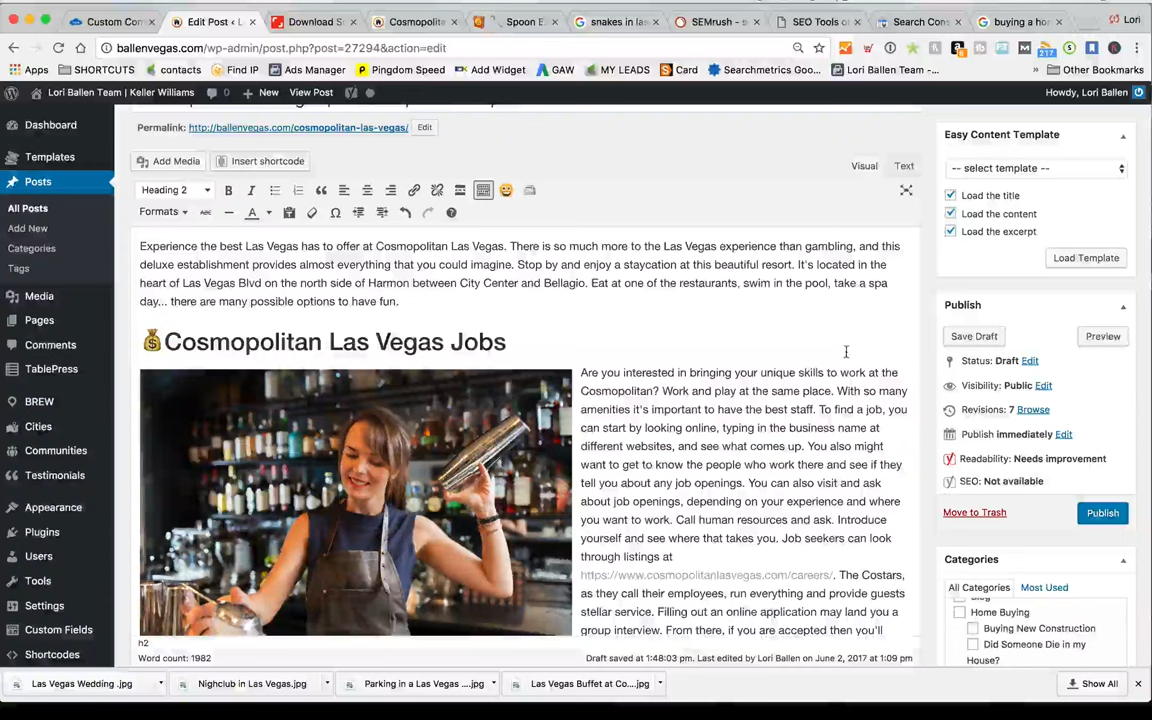 Custom Com
Edit Post ‹ L
Download S
Cosmopolite
Spoon B
snakes in las
SEMrush - s
SEO Tools o
Search Cons
buying a hor
Lori
ballenvegas.com/wp-admin/post.php?post=27294&action=edit
217
Apps
SHORTCUTS
contacts
Find IP
Ads Manager
Pingdom Speed
Add Widget
GAW
MY LEADS
Card
Searchmetrics Goo...
Lori Ballen Team –...
Other Bookmarks
Lori Ballen Team | Keller Williams
0
New
View Post
Howdy, Lori Ballen
Dashboard
Templates
Posts
All Posts
Add New
Categories
Tags
Media
Pages
Comments
TablePress
BREW
Cities
Communities
Testimonials
Appearance
Plugins
Users
Tools
Settings
Custom Fields
Shortcodes
Permalink: http://ballenvegas.com/cosmopolitan-las-vegas/
Edit
Add Media
Insert shortcode
Visual
Text
Heading 2
B
I
Formats
ABC
A
Experience the best Las Vegas has to offer at Cosmopolitan Las Vegas. There is so much more to the Las Vegas experience than gambling, and this
deluxe establishment provides almost everything that you could imagine. Stop by and enjoy a staycation at this beautiful resort. It's located in the
heart of Las Vegas Blvd on the north side of Harmon between City Center and Bellagio. Eat at one of the restaurants, swim in the pool, take a spa
day... there are many possible options to have fun.
Cosmopolitan Las Vegas Jobs
Are you interested in bringing your unique skills to work at the
Cosmopolitan? Work and play at the same place. With so many
amenities it's important to have the best staff. To find a job, you
can start by looking online, typing in the business name at
different websites, and see what comes up. You also might
want to get to know the people who work there and see if they
tell you about any job openings. You can also visit and ask
about job openings, depending on your experience and where
you want to work. Call human resources and ask. Introduce
yourself and see where that takes you. Job seekers can look
through listings at
https://www.cosmopolitanlasvegas.com/careers/. The Costars,
as they call their employees, run everything and provide guests
stellar service. Filling out an online application may land you a
group interview. From there, if you are accepted then you'll
h2
Word count: 1982
Draft saved at 1:48:03 pm. Last edited by Lori Ballen on June 2, 2017 at 1:09 pm
Easy Content Template
-- select template --
Load the title
Load the content
Load the excerpt
Load Template
Publish
Save Draft
Preview
Status: Draft Edit
Visibility: Public Edit
Revisions: 7 Browse
Publish immediately Edit
Readability: Needs improvement
SEO: Not available
Move to Trash
Publish
Categories
All Categories
Most Used
Blog
Home Buying
Buying New Construction
Did Someone Die in my
House?
Las Vegas Wedding .jpg
Nighclub in Las Vegas.jpg
Parking in a Las Vegas ....jpg
Las Vegas Buffet at Co....jpg
Show All